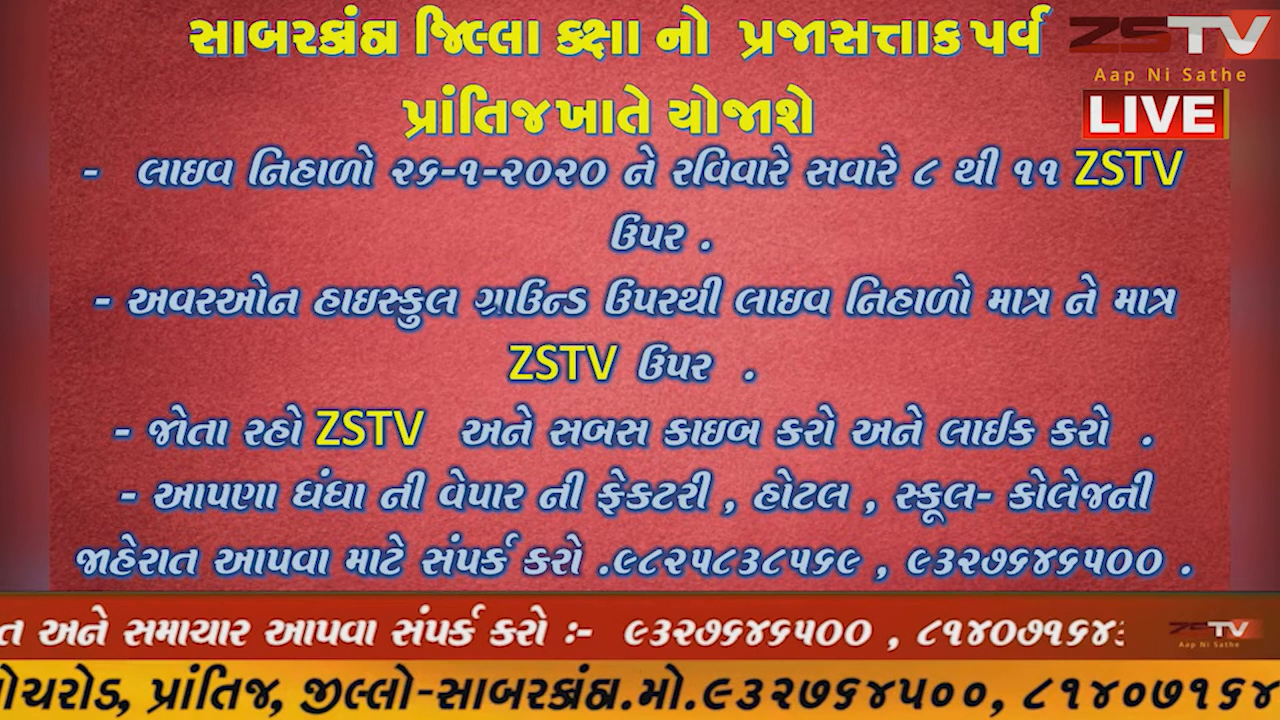 સાબરકાંઠા જિલ્લા કક્ષા નો પ્રજાસત્તાક પર્વ
ZSTV
Aap Ni Sathe
LIVE
પ્રાંતિજ ખાતે યોજાશે
- લાઇવ નિહાળો ૨૬-૧-૨૦૨૦ ને રવિવારે સવારે ૮ થી ૧૧ ZSTV
ઉપર .
- અવરઓન હાઇસ્કુલ ગ્રાઉન્ડ ઉપરથી લાઇવ નિહાળો માત્ર ને માત્ર
ZSTV ઉપર .
- જોતા રહો ZSTV અને સબસ કાઇબ કરો અને લાઈક કરો .
- આપણા ધંધા ની વેપાર ની ફેકટરી , હોટલ , સ્કૂલ- કોલેજની
જાહેરાત આપવા માટે સંપર્ક કરો .૯૮૨૫૮૩૮૫૬૯ , ૯૩૨૭૬૪૬૫૦૦ .
ત અને સમાચાર આપવા સંપર્ક કરો :- ૯૩૨૭૬૪૬૫૦૦ , ૮૧૪૦૭૧૬૪
ZSTV
Aap Ni Sathe
ોચરોડ, પ્રાંતિજ, જીલ્લો-સાબરકાંઠા.મો.૯૩૨૭૬૪૫૦૦, ૮૧૪૦૭૧૬૪